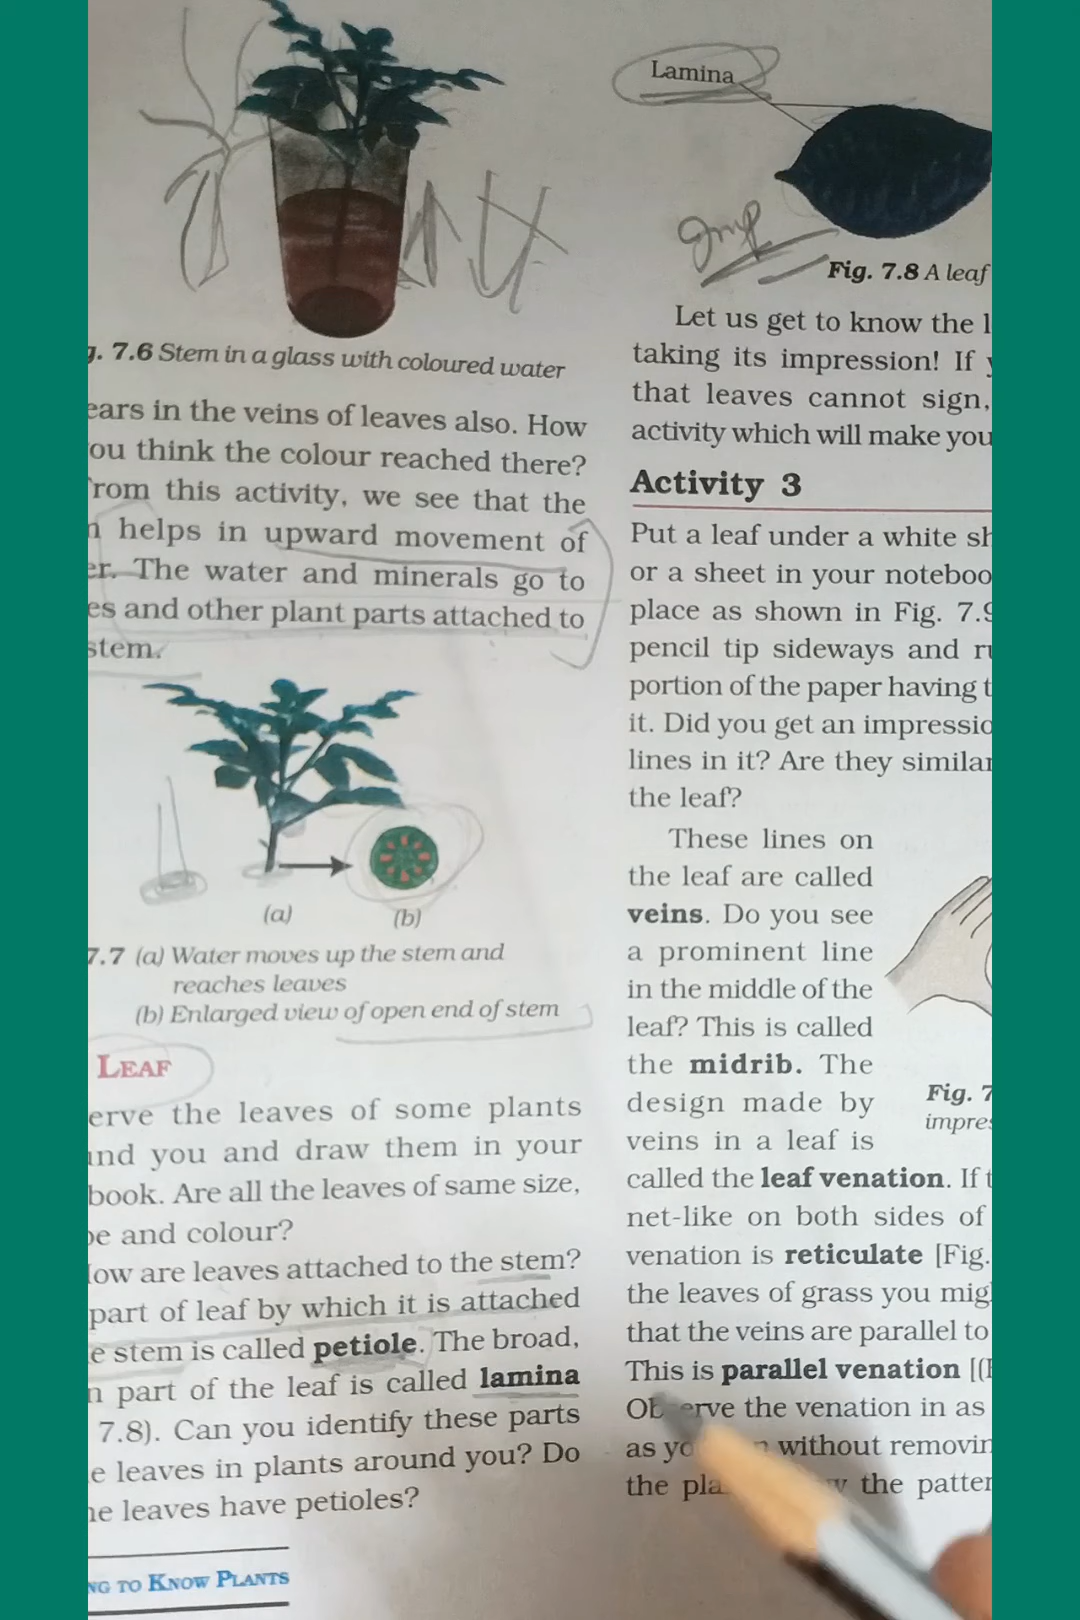 g. 7.6 Stem in a glass with coloured water
ears in the veins of leaves also. How
ou think the colour reached there?
rom this activity, we see that the
helps in upward movement of
er. The water and minerals go to
es and other plant parts attached to
stem.
(a) (b)
7.7 (a) Water moves up the stem and
reaches leaves
(b) Enlarged view of open end of stem
LEAF
erve the leaves of some plants
und you and draw them in your
book. Are all the leaves of same size,
pe and colour?
How are leaves attached to the stem?
part of leaf by which it is attached
e stem is called petiole. The broad,
n part of the leaf is called lamina
7.8). Can you identify these parts
e leaves in plants around you? Do
he leaves have petioles?
NG TO KNOW PLANTS
Lamina
Imp
Fig. 7.8 A leaf
Let us get to know the l
taking its impression! If y
that leaves cannot sign,
activity which will make you
Activity 3
Put a leaf under a white sh
or a sheet in your noteboo
place as shown in Fig. 7.9
pencil tip sideways and ru
portion of the paper having t
it. Did you get an impressio
lines in it? Are they similar
the leaf?
These lines on
the leaf are called
veins. Do you see
a prominent line
in the middle of the
leaf? This is called
the midrib. The
design made by
veins in a leaf is
called the leaf venation. If t
net-like on both sides of
venation is reticulate [Fig.
the leaves of grass you mig
that the veins are parallel to
This is parallel venation [(F
Ob erve the venation in as
as yo n without removin
the pla w the patter
Fig. 7
impres